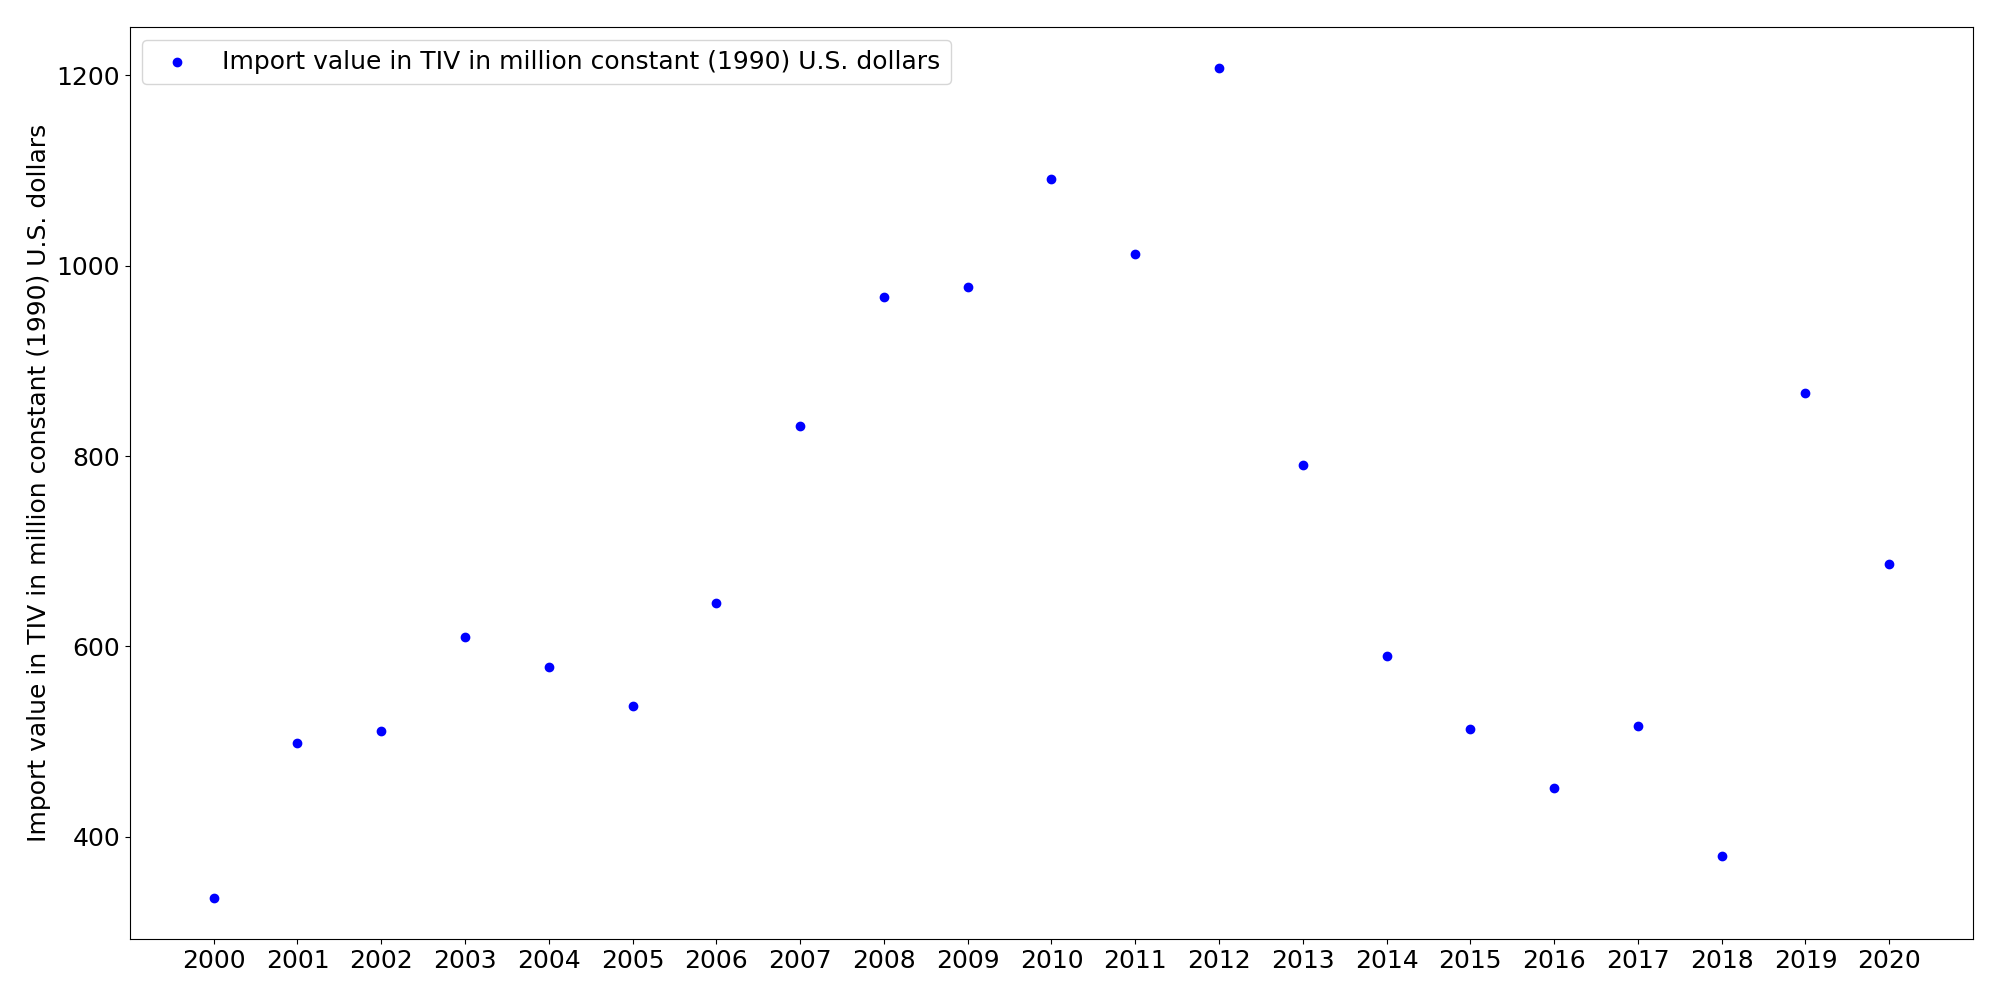 Import value in TIV in million constant (1990) U.S. dollars
Import value in TIV in million constant (1990) U.S. dollars
1200
1000
800
600
400
2000 2001 2002 2003 2004 2005 2006 2007 2008 2009 2010 2011 2012 2013 2014 2015 2016 2017 2018 2019 2020